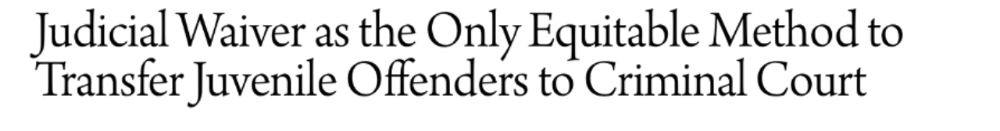 Judicial Waiver as the Only Equitable Method to
Transfer Juvenile Offenders to Criminal Court